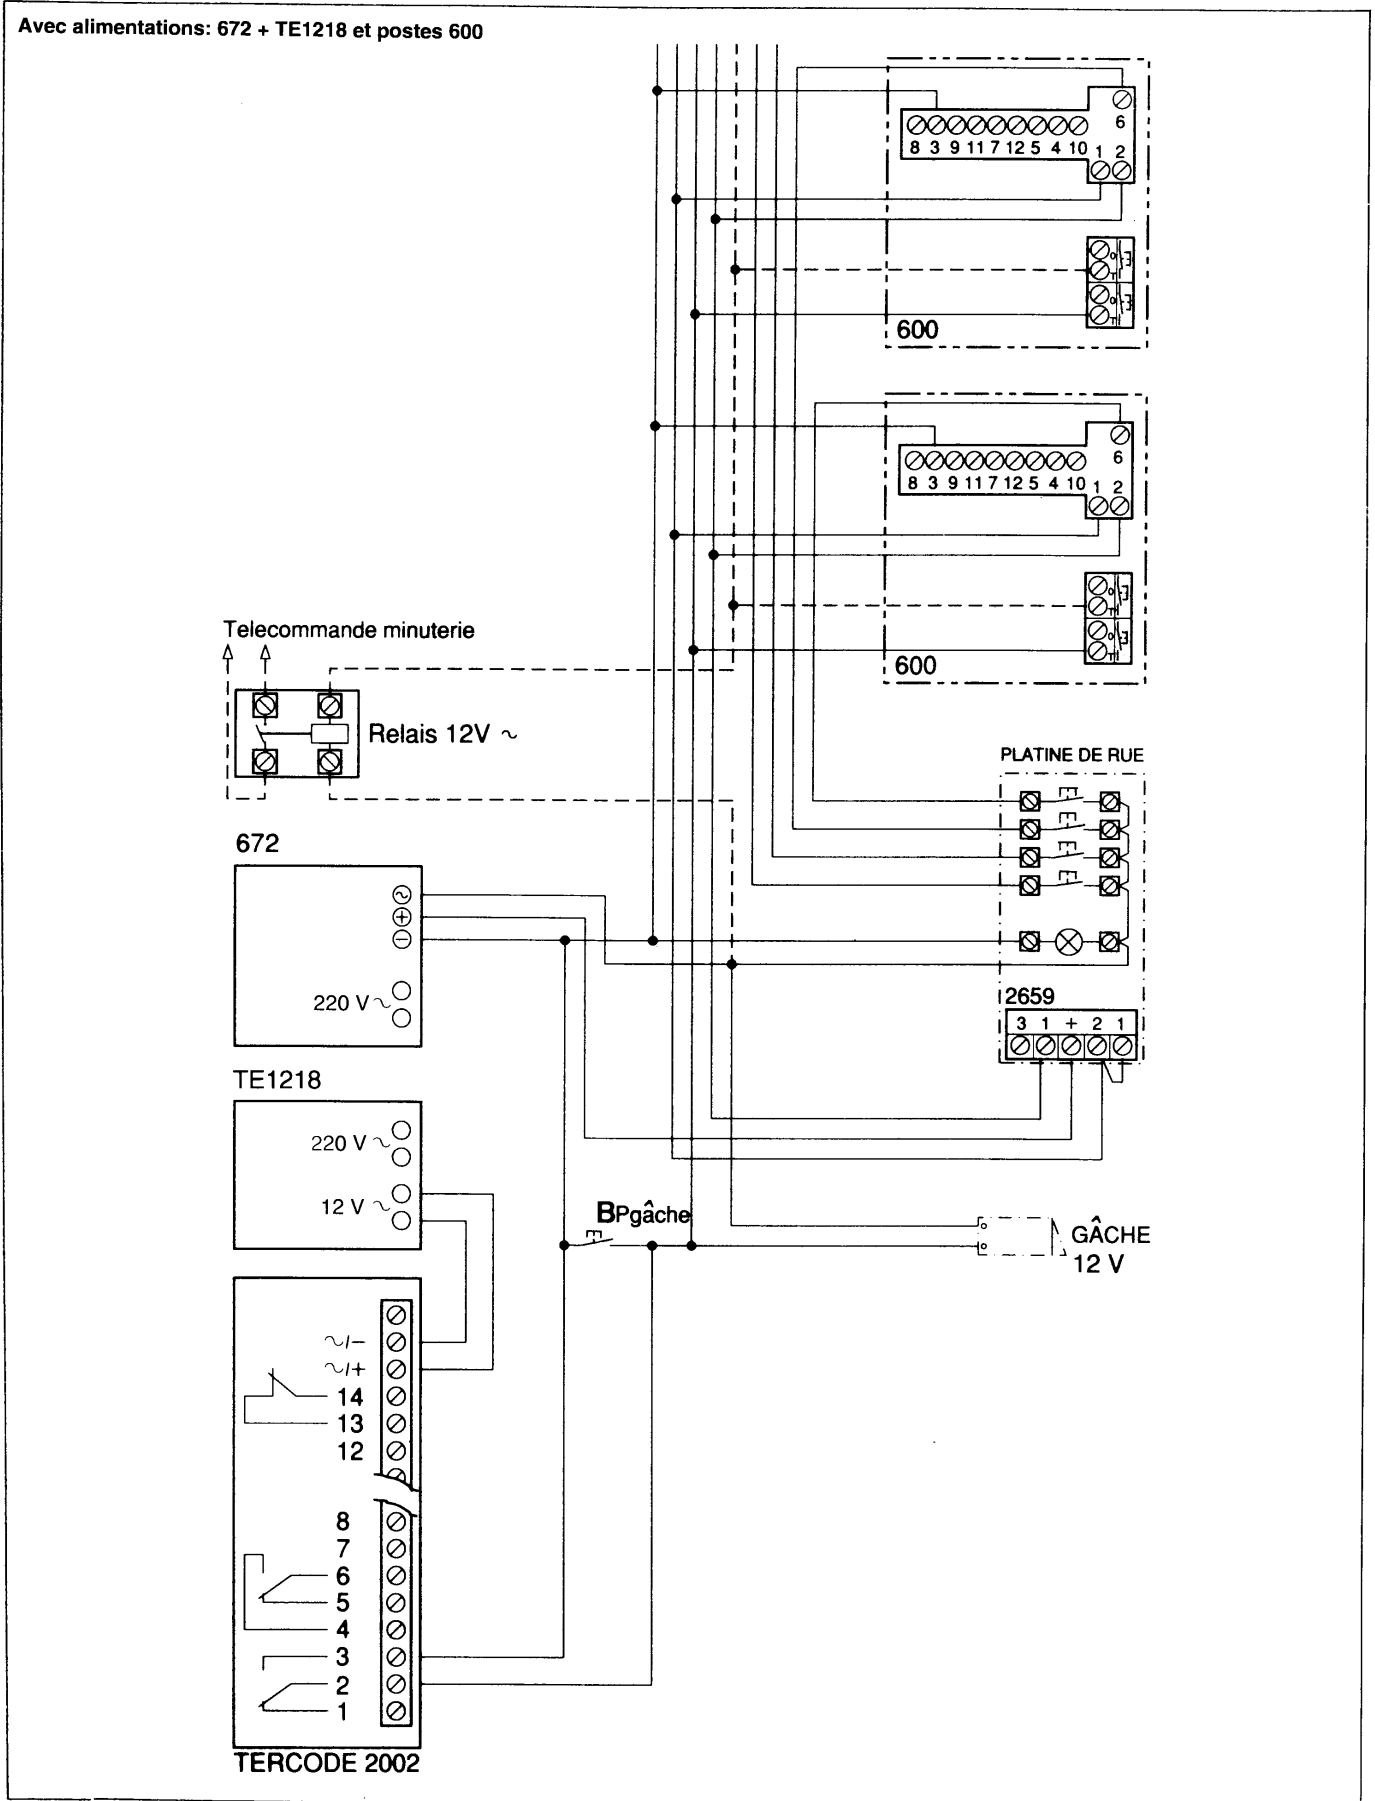 Avec alimentations: 672 + TE1218 et postes 600
6
8 3 9 11 7 12 5 4 10 1 2
600
6
8 3 9 11 7 12 5 4 10 1 2
600
Telecommande minuterie
Relais 12V ~
PLATINE DE RUE
672
~
+
−
220 V ~
2659
3 1 + 2 1
TE1218
220 V ~
12 V ~
BPgâche
GÂCHE
12 V
~/−
~/+
14
13
12
8
7
6
5
4
3
2
1
TERCODE 2002